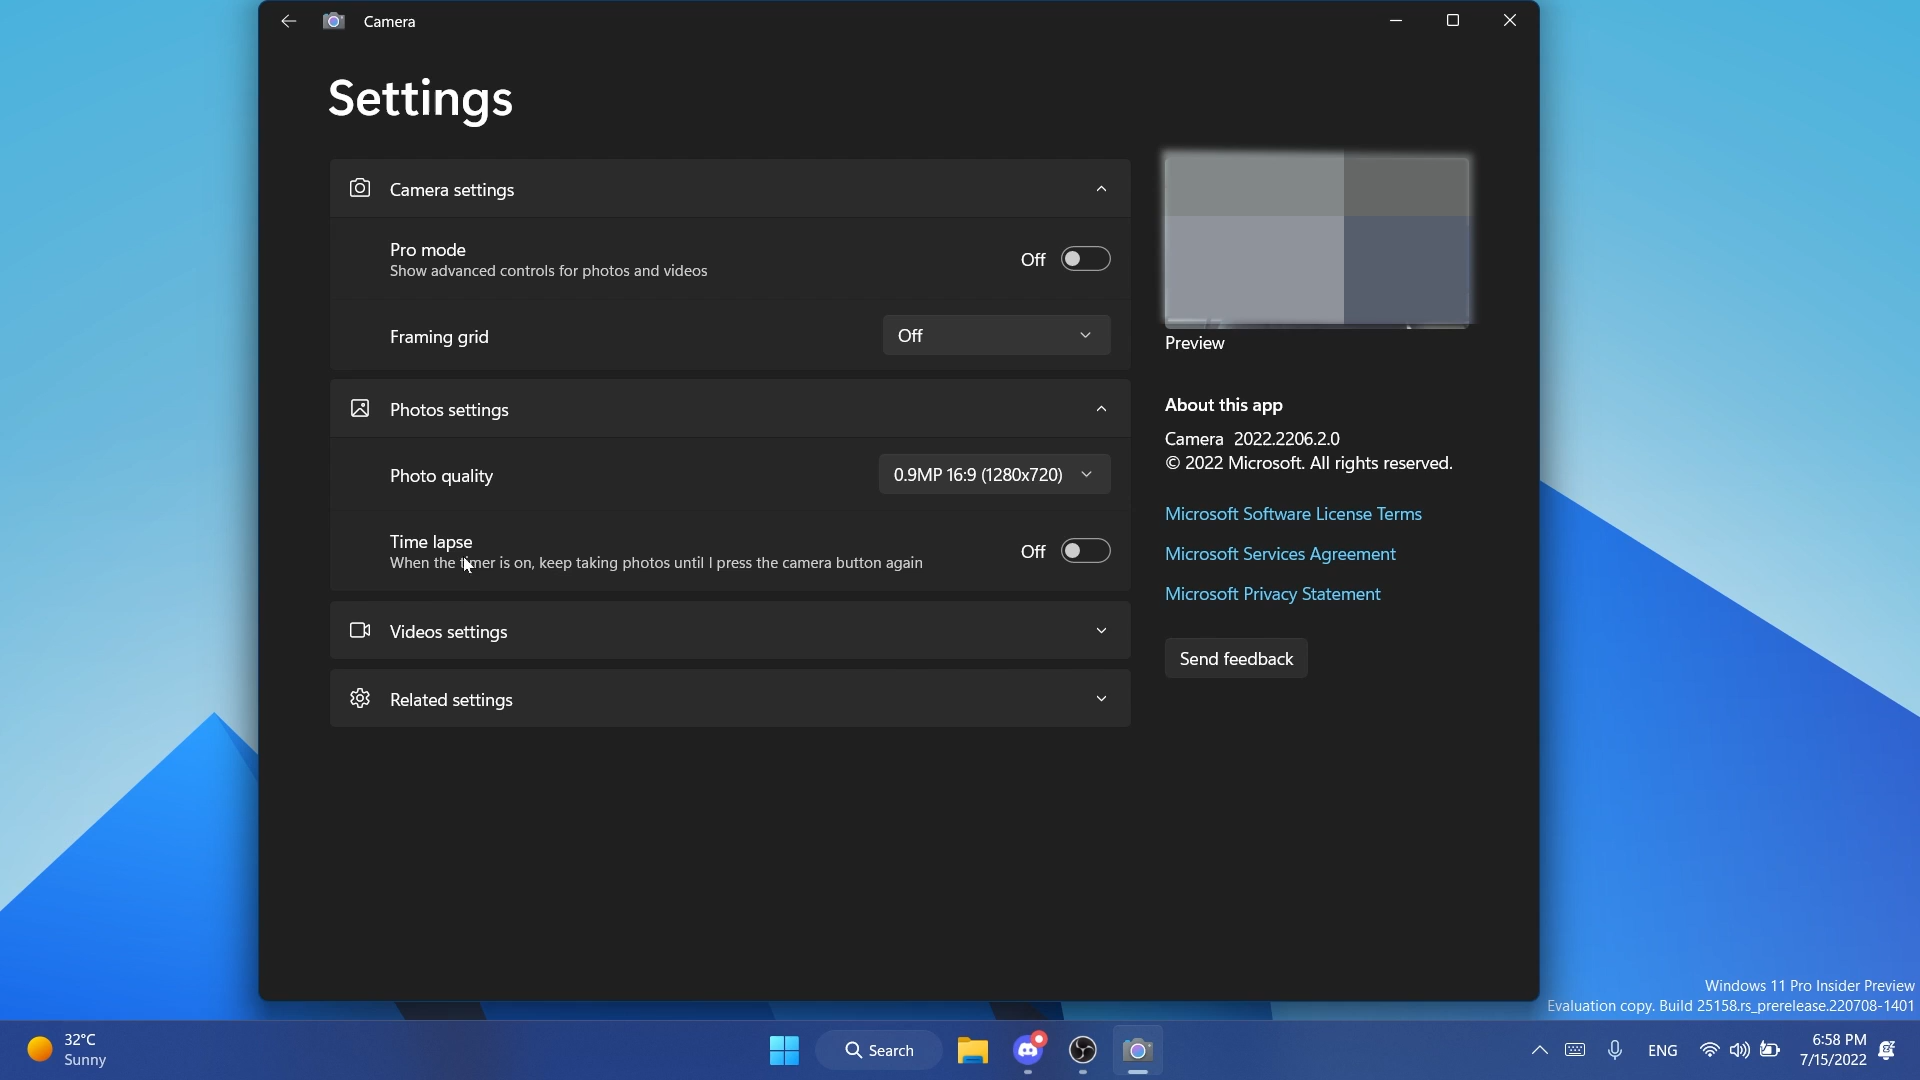 Camera
Settings
Camera settings
Pro mode
Show advanced controls for photos and videos
Off
Framing grid
Off
Photos settings
Photo quality
0.9MP 16:9 (1280x720)
Time lapse
When the timer is on, keep taking photos until I press the camera button again
Off
Videos settings
Related settings
Preview
About this app
Camera 2022.2206.2.0
© 2022 Microsoft. All rights reserved.
Microsoft Software License Terms
Microsoft Services Agreement
Microsoft Privacy Statement
Send feedback
Windows 11 Pro Insider Preview
Evaluation copy. Build 25158.rs_prerelease.220708-1401
32°C
Sunny
Search
ENG
6:58 PM
7/15/2022